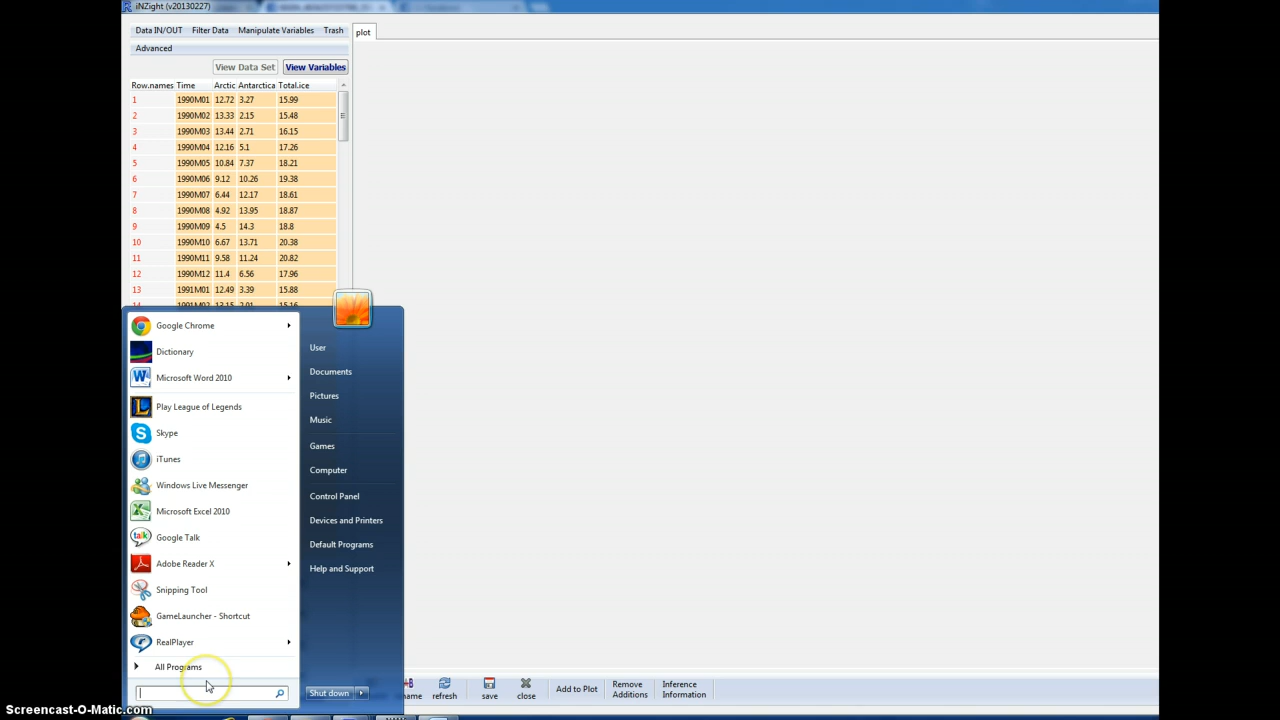 iNZight (v20130227)
Data IN/OUT Filter Data Manipulate Variables Trash
plot
Advanced
View Data Set View Variables
Row.names Time Arctic Antarctica Total.ice
1 1990M01 12.72 3.27 15.99
2 1990M02 13.33 2.15 15.48
3 1990M03 13.44 2.71 16.15
4 1990M04 12.16 5.1 17.26
5 1990M05 10.84 7.37 18.21
6 1990M06 9.12 10.26 19.38
7 1990M07 6.44 12.17 18.61
8 1990M08 4.92 13.95 18.87
9 1990M09 4.5 14.3 18.8
10 1990M10 6.67 13.71 20.38
11 1990M11 9.58 11.24 20.82
12 1990M12 11.4 6.56 17.96
13 1991M01 12.49 3.39 15.88
Google Chrome
Dictionary
Microsoft Word 2010
Play League of Legends
Skype
iTunes
Windows Live Messenger
Microsoft Excel 2010
Google Talk
Adobe Reader X
Snipping Tool
GameLauncher - Shortcut
RealPlayer
All Programs
User
Documents
Pictures
Music
Games
Computer
Control Panel
Devices and Printers
Default Programs
Help and Support
Shut down
refresh
save
close
Add to Plot
Remove Additions
Inference Information
Screencast-O-Matic.com